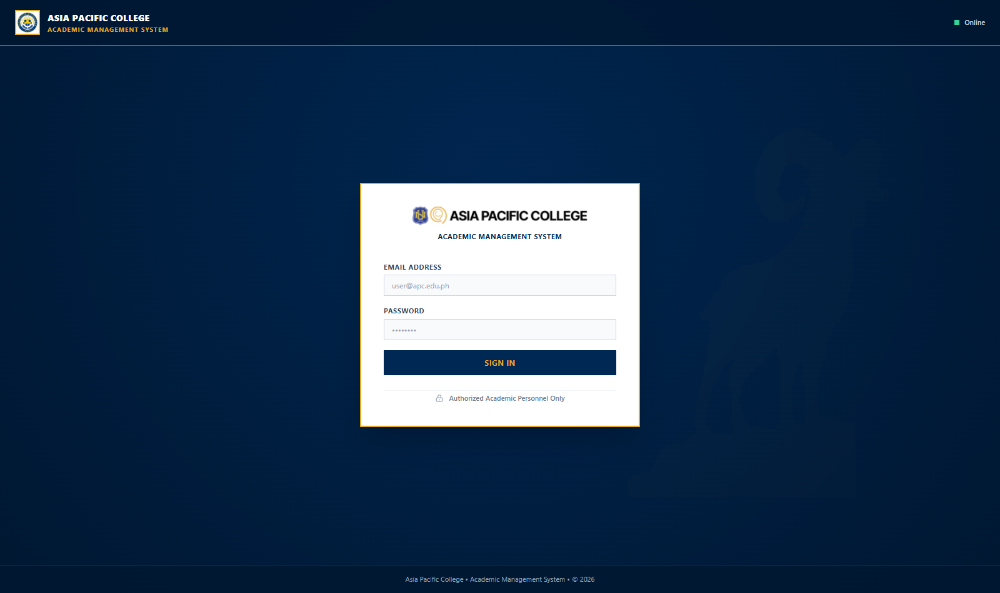 ASIA PACIFIC COLLEGE
ACADEMIC MANAGEMENT SYSTEM
Online
ASIA PACIFIC COLLEGE
ACADEMIC MANAGEMENT SYSTEM
EMAIL ADDRESS
user@apc.edu.ph
PASSWORD
••••••••
SIGN IN
Authorized Academic Personnel Only
Asia Pacific College • Academic Management System • © 2026